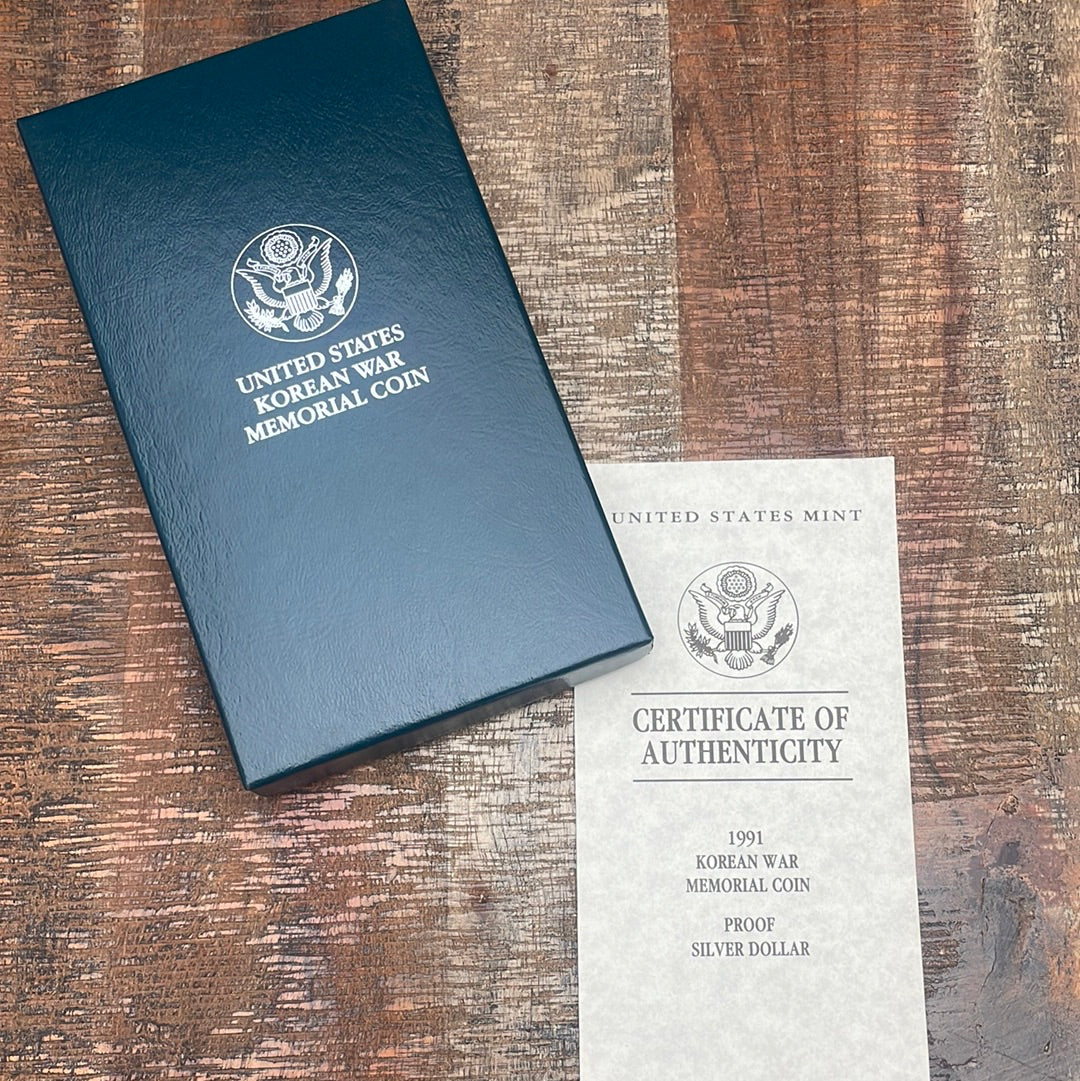 UNITED STATES
KOREAN WAR
MEMORIAL COIN
UNITED STATES MINT
CERTIFICATE OF
AUTHENTICITY
1991
KOREAN WAR
MEMORIAL COIN
PROOF
SILVER DOLLAR